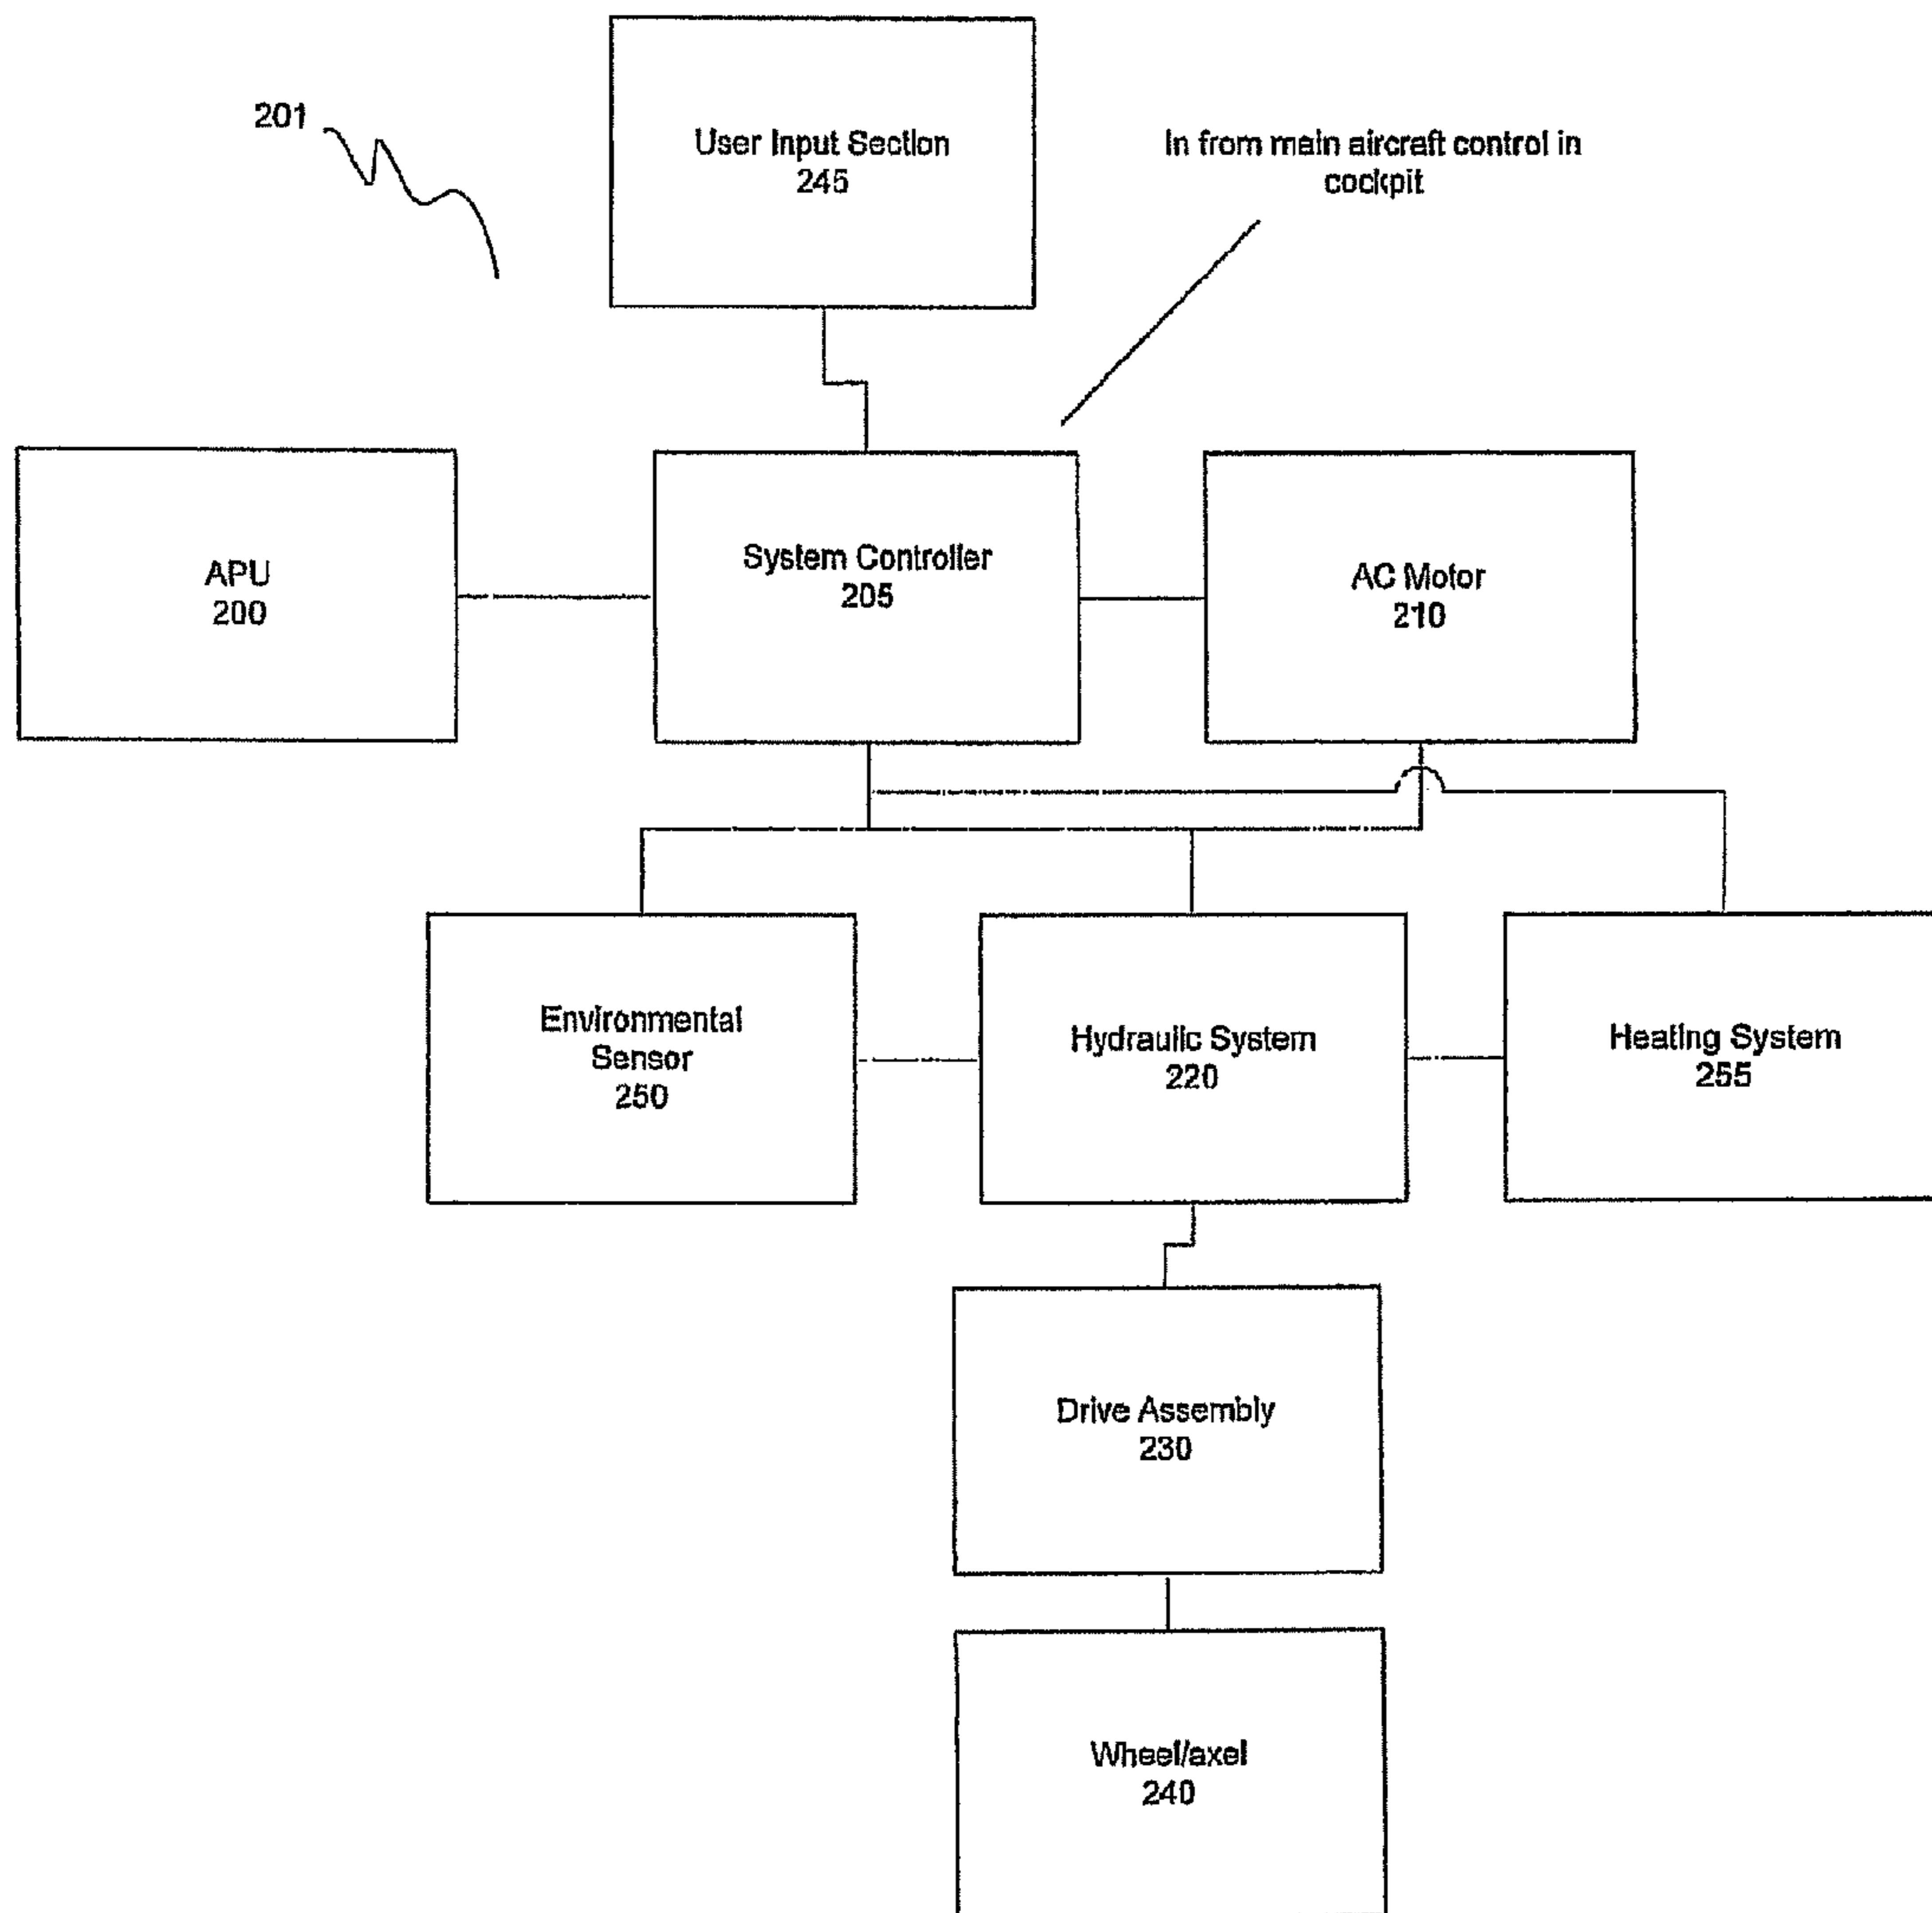 201
User Input Section
245
In from main aircraft control in
cockpit
APU
200
System Controller
205
AC Motor
210
Environmental
Sensor
250
Hydraulic System
220
Heating System
255
Drive Assembly
230
Wheel/axel
240